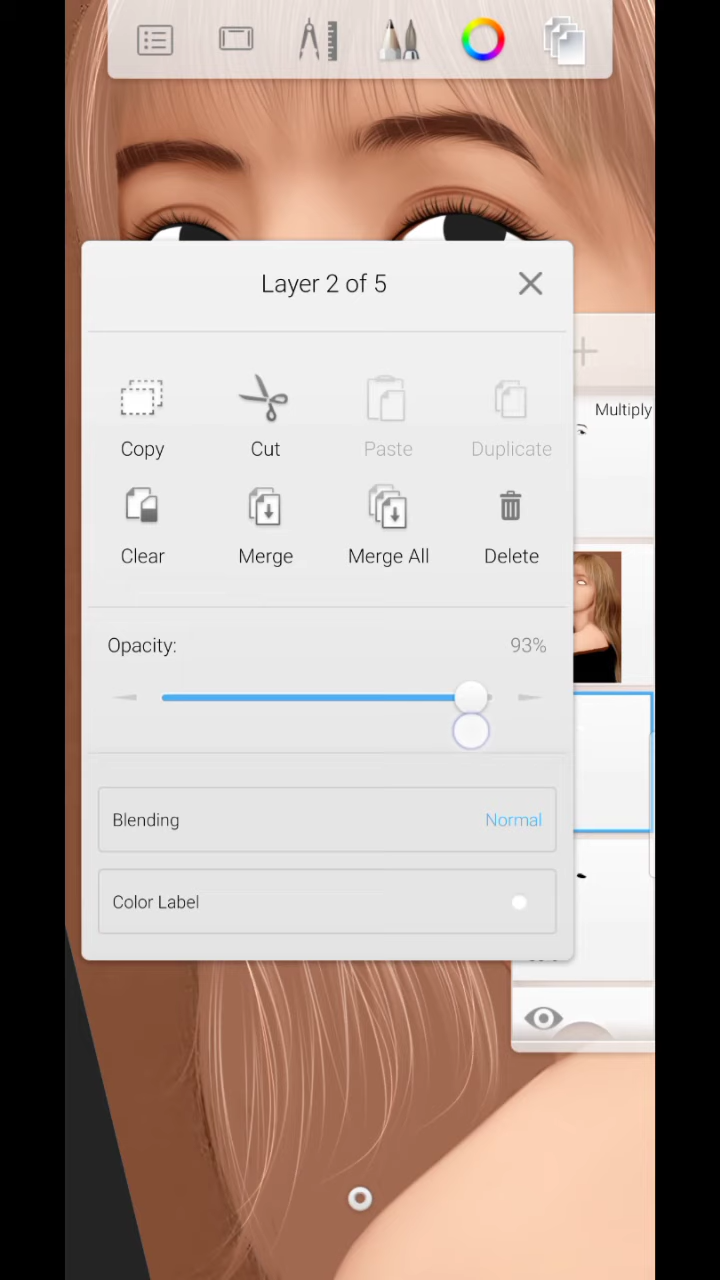 Layer 2 of 5
Multiply
Copy Cut Paste Duplicate
Clear Merge Merge All Delete
Opacity: 93%
Blending Normal
Color Label